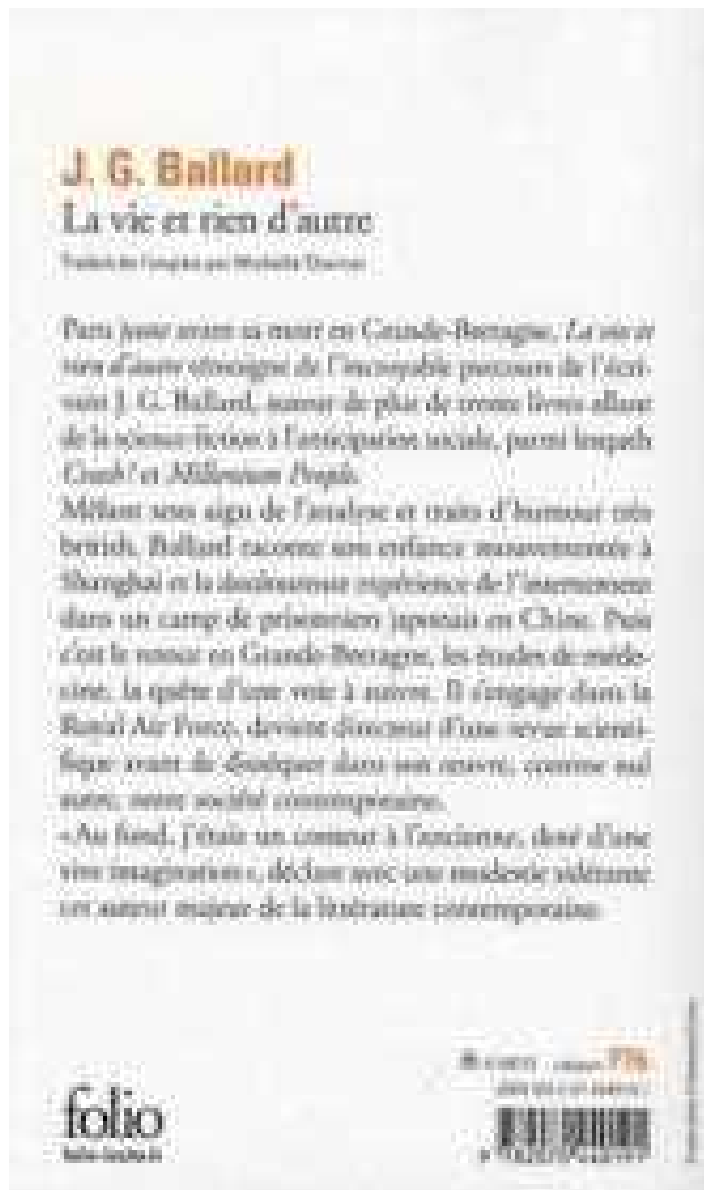 J. G. Ballard
La vie et rien d'autre
Traduit de l'anglais par Michelle
Paru juste avant sa mort en Grande-Bretagne, La vie et
rien d'autre témoigne de l'incroyable parcours de l'écri-
vain J. G. Ballard, auteur de plus de trente livres allant
de la science-fiction à l'anticipation sociale, parmi lesquels
Crash! et Millennium People.
Mêlant sens aigu de l'analyse et traits d'humour très
british, Ballard raconte son enfance mouvementée à
Shanghai et la douloureuse expérience de l'internement
dans un camp de prisonniers japonais en Chine. Puis
c'est le retour en Grande-Bretagne, les études de méde-
cine, la quête d'une voie à suivre. Il s'engage dans la
Royal Air Force, devient directeur d'une revue scienti-
fique avant de disséquer dans son œuvre, comme nul
autre, notre société contemporaine.
«Au fond, j'étais un conteur à l'ancienne, doté d'une
vive imagination», déclare avec une modestie sidérante
cet auteur majeur de la littérature contemporaine.
folio